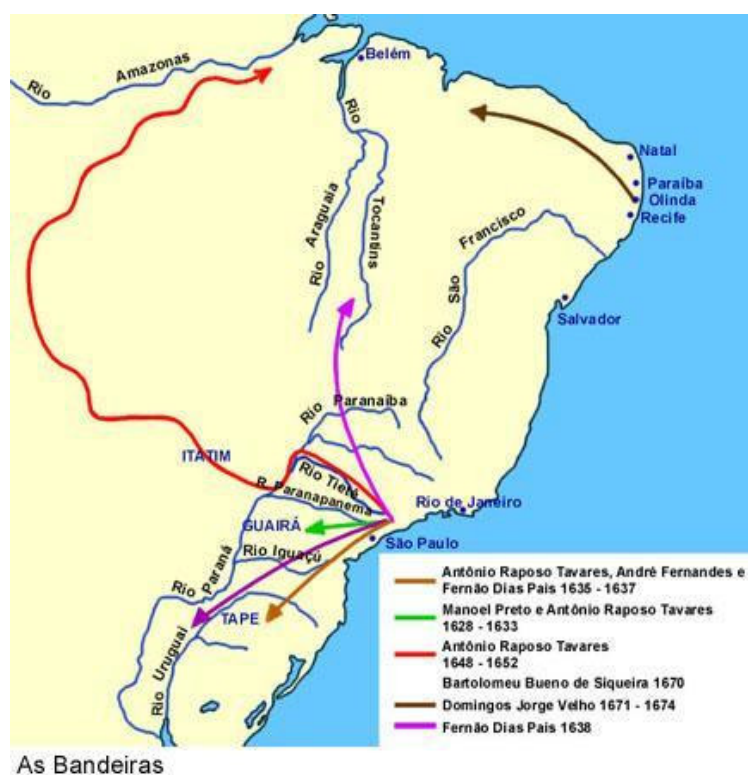 Rio
Amazonas
Belém
Rio
Natal
Paraíba
Olinda
Recife
Rio
Araguaia
Tocantins
Rio
São
Francisco
Salvador
Rio
Paranaíba
ITATIM
Rio Tietê
R. Paranapanema
Rio de Janeiro
GUAIRÁ
São Paulo
Rio
Paraná
Rio Iguaçú
TAPE
Rio Uruguai
Antônio Raposo Tavares, André Fernandes e
Fernão Dias Pais 1635 - 1637
Manoel Preto e Antônio Raposo Tavares
1628 - 1633
Antônio Raposo Tavares
1648 - 1652
Bartolomeu Bueno de Siqueira 1670
Domingos Jorge Velho 1671 - 1674
Fernão Dias Pais 1638
As Bandeiras